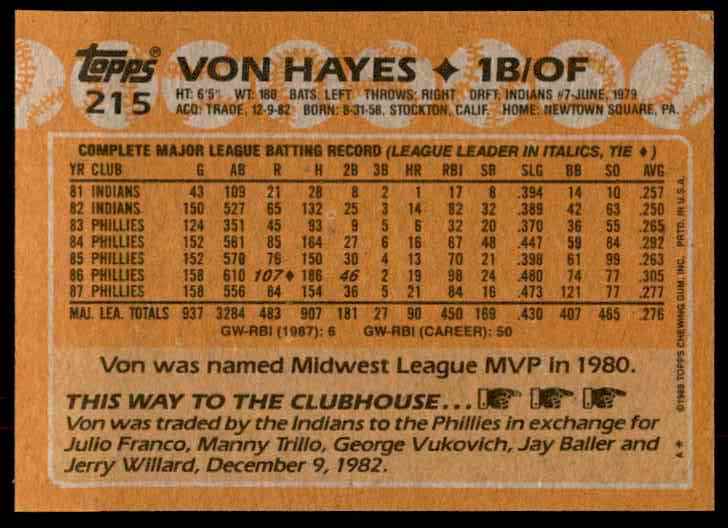 Topps® VON HAYES ✦ 1B/OF
215 HT: 6'5" WT: 180 BATS: LEFT THROWS: RIGHT DRFT: INDIANS #7-JUNE, 1979
ACQ: TRADE, 12-9-82 BORN: 8-31-58, STOCKTON, CALIF. HOME: NEWTOWN SQUARE, PA.
COMPLETE MAJOR LEAGUE BATTING RECORD (LEAGUE LEADER IN ITALICS, TIE ♦)
YR CLUB G AB R H 2B 3B HR RBI SB SLG BB SO AVG
81 INDIANS 43 109 21 28 8 2 1 17 8 .394 14 10 .257
82 INDIANS 150 527 65 132 25 3 14 82 32 .389 42 63 .250
83 PHILLIES 124 351 45 93 9 5 6 32 20 .370 36 55 .265
84 PHILLIES 152 561 85 164 27 6 16 67 48 .447 59 84 .292
85 PHILLIES 152 570 76 150 30 4 13 70 21 .398 61 99 .263
86 PHILLIES 158 610 107♦ 186 46 2 19 98 24 .480 74 77 .305
87 PHILLIES 158 556 84 154 36 5 21 84 16 .473 121 77 .277
MAJ. LEA. TOTALS 937 3284 483 907 181 27 90 450 169 .430 407 465 .276
GW-RBI (1987): 6 GW-RBI (CAREER): 50
Von was named Midwest League MVP in 1980.
THIS WAY TO THE CLUBHOUSE...
Von was traded by the Indians to the Phillies in exchange for
Julio Franco, Manny Trillo, George Vukovich, Jay Baller and
Jerry Willard, December 9, 1982.
A * ©1988 TOPPS CHEWING GUM, INC. PRTD. IN U.S.A.